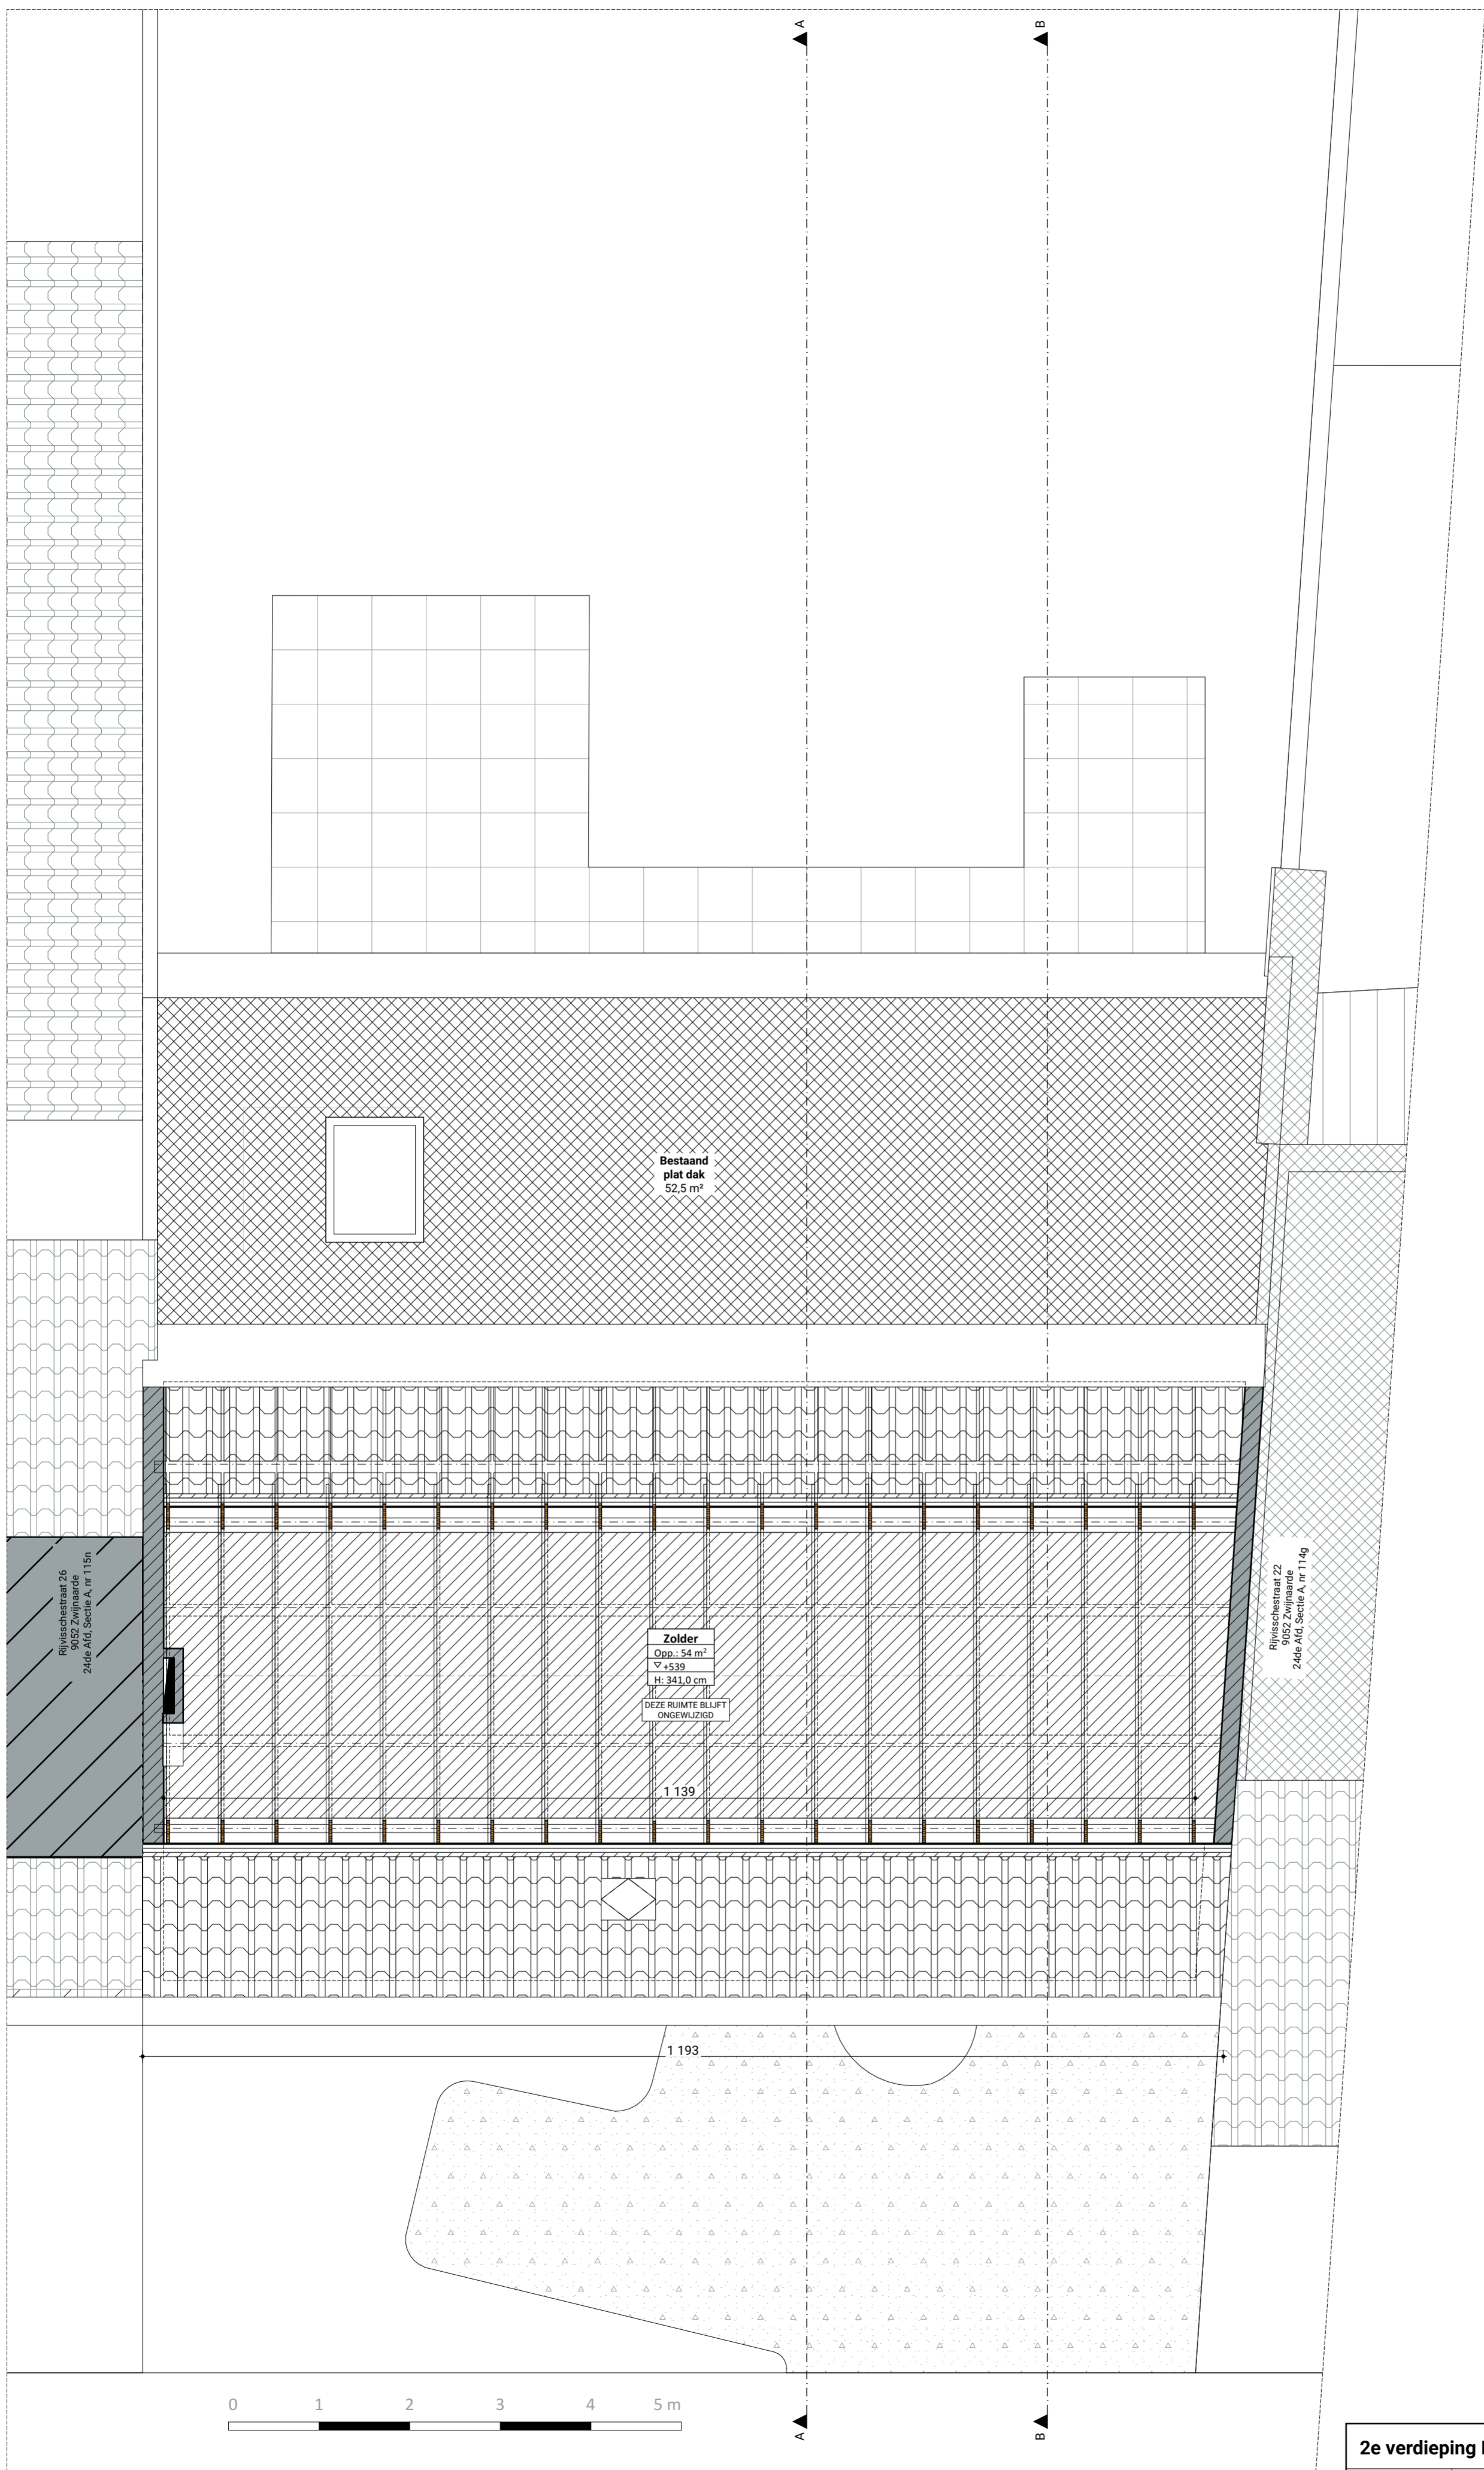 A
B
Bestaand
plat dak
52,5 m²
Rijvisschestraat 26
9052 Zwijnaarde
24de Afd, Sectie A, nr 115n
Rijvisschestraat 22
9052 Zwijnaarde
24de Afd, Sectie A, nr 114g
Zolder
Opp.: 54 m²
+539
H: 341,0 cm
DEZE RUIMTE BLIJFT
ONGEWIJZIGD
1 139
1 193
0 1 2 3 4 5 m
A
B
2e verdieping